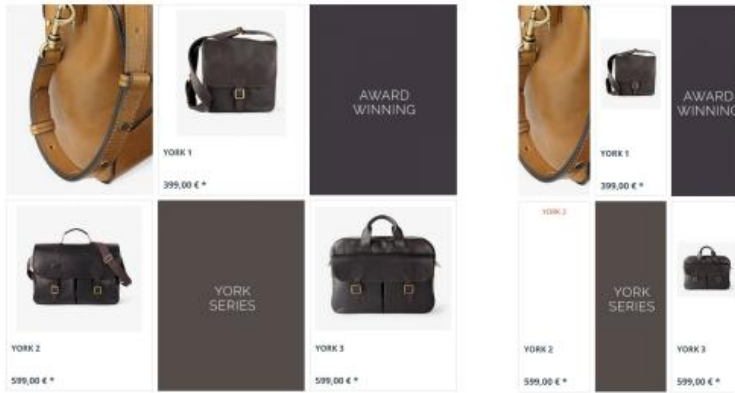 YORK 1
399,00 € *
AWARD
WINNING
YORK 2
599,00 € *
YORK
SERIES
YORK 3
599,00 € *
YORK 1
399,00 € *
AWARD
WINNING
YORK 2
YORK 2
599,00 € *
YORK
SERIES
YORK 3
599,00 € *